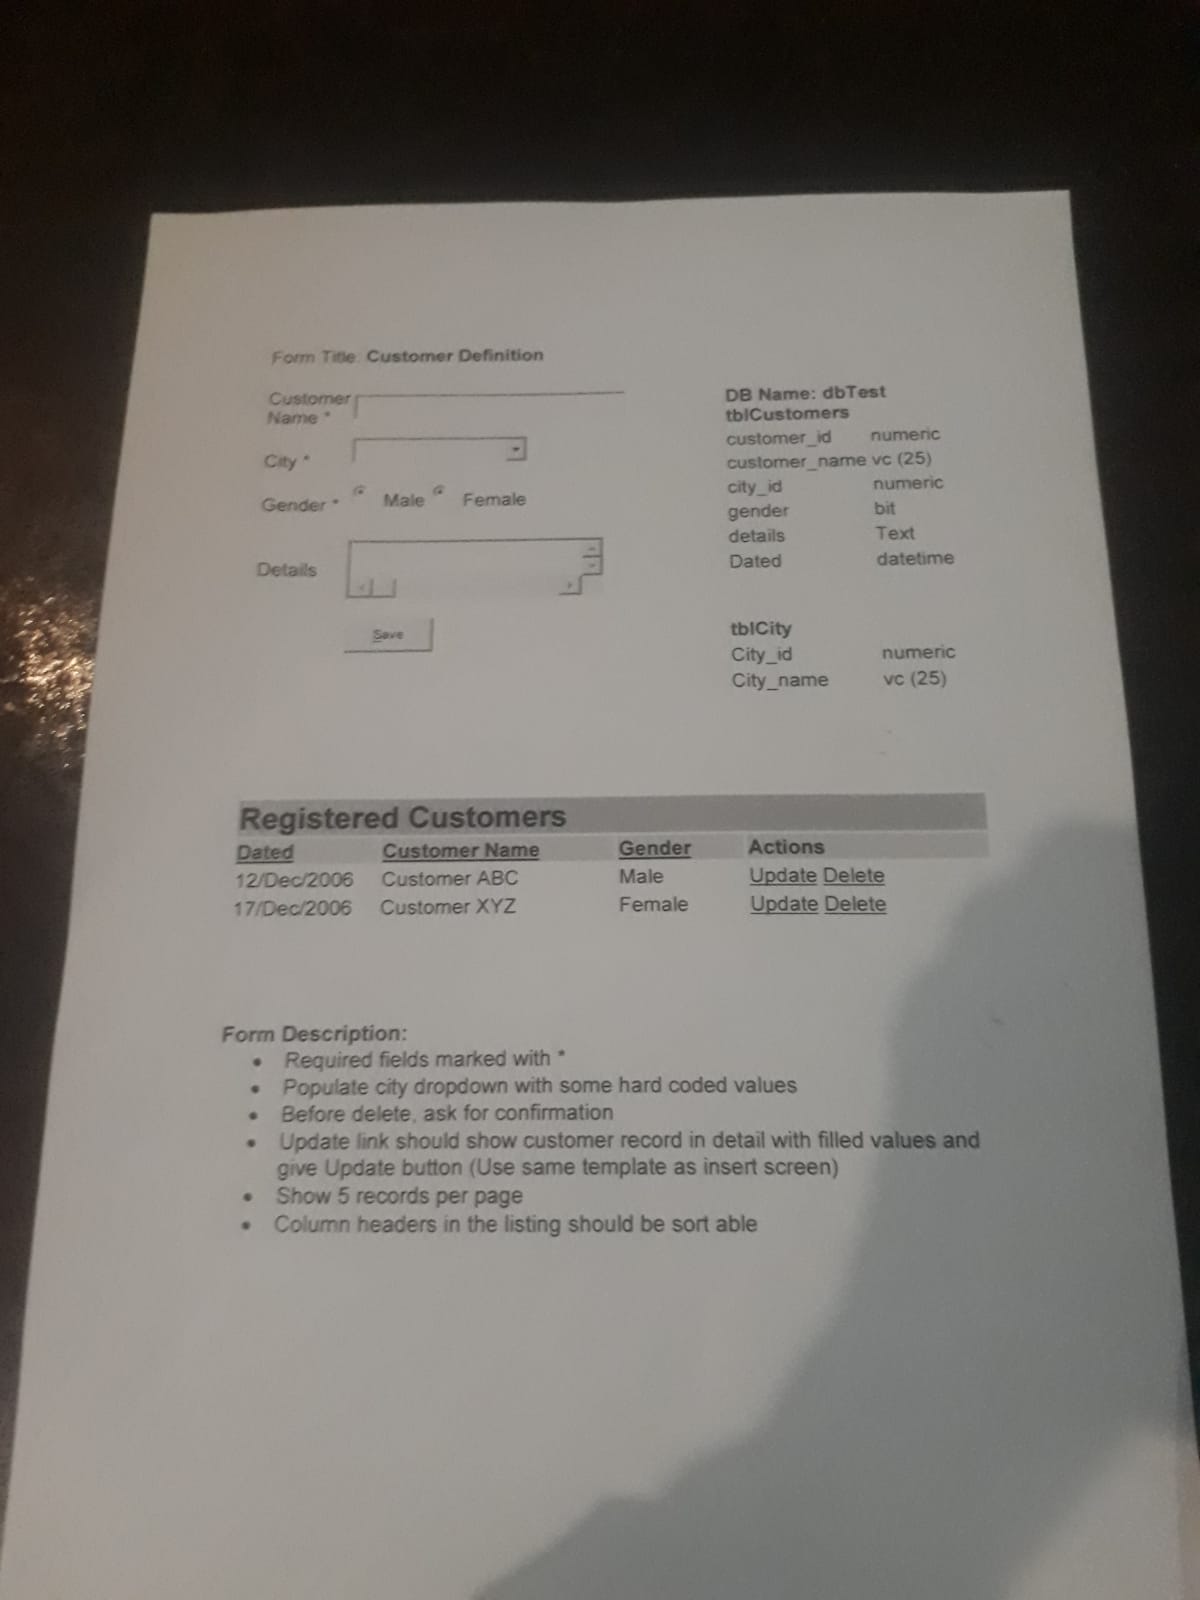 Form Title: Customer Definition
Customer
Name *
City *
Gender * Male Female
Details
Save
DB Name: dbTest
tblCustomers
customer_id numeric
customer_name vc (25)
city_id numeric
gender bit
details Text
Dated datetime
tblCity
City_id numeric
City_name vc (25)
Registered Customers
Dated Customer Name Gender Actions
12/Dec/2006 Customer ABC Male Update Delete
17/Dec/2006 Customer XYZ Female Update Delete
Form Description:
• Required fields marked with *
• Populate city dropdown with some hard coded values
• Before delete, ask for confirmation
• Update link should show customer record in detail with filled values and
give Update button (Use same template as insert screen)
• Show 5 records per page
• Column headers in the listing should be sort able